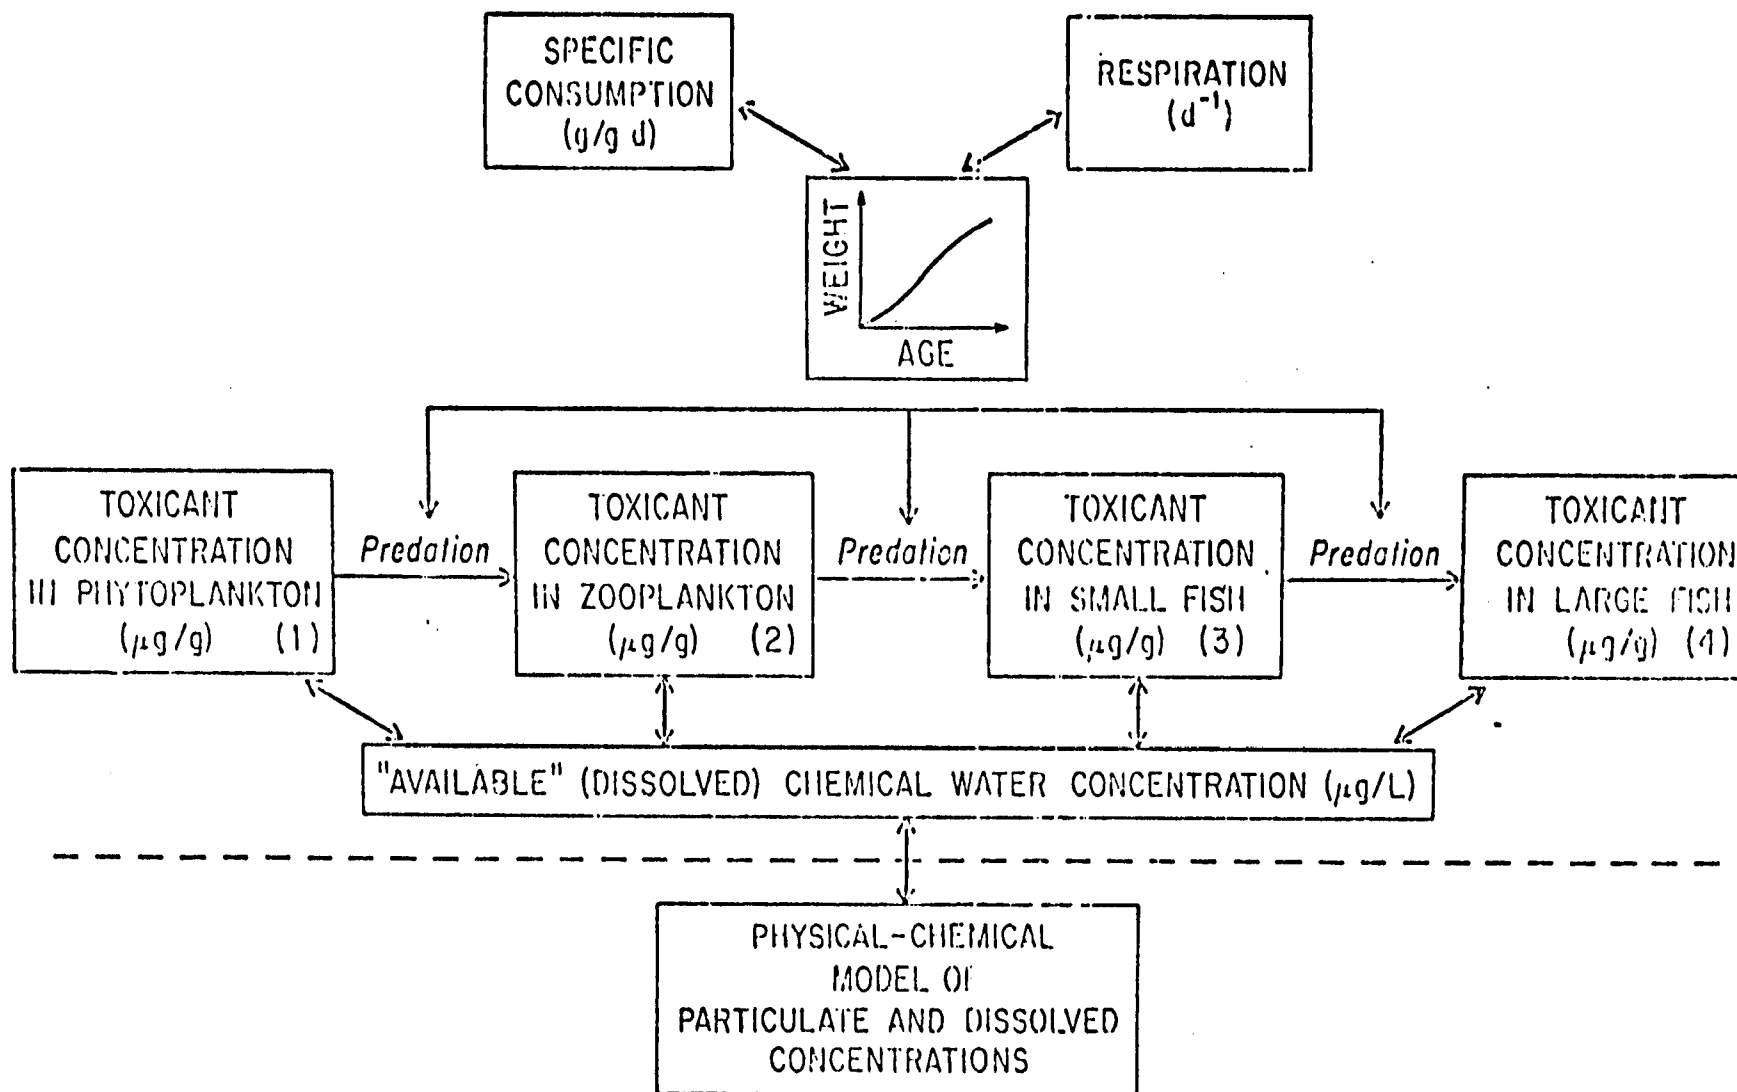 SPECIFIC
CONSUMPTION
(g/g d)
RESPIRATION
(d⁻¹)
WEIGHT
AGE
TOXICANT
CONCENTRATION
IN PHYTOPLANKTON
(μg/g) (1)
Predation
TOXICANT
CONCENTRATION
IN ZOOPLANKTON
(μg/g) (2)
Predation
TOXICANT
CONCENTRATION
IN SMALL FISH
(μg/g) (3)
Predation
TOXICANT
CONCENTRATION
IN LARGE FISH
(μg/g) (4)
"AVAILABLE" (DISSOLVED) CHEMICAL WATER CONCENTRATION (μg/L)
PHYSICAL-CHEMICAL
MODEL OF
PARTICULATE AND DISSOLVED
CONCENTRATIONS